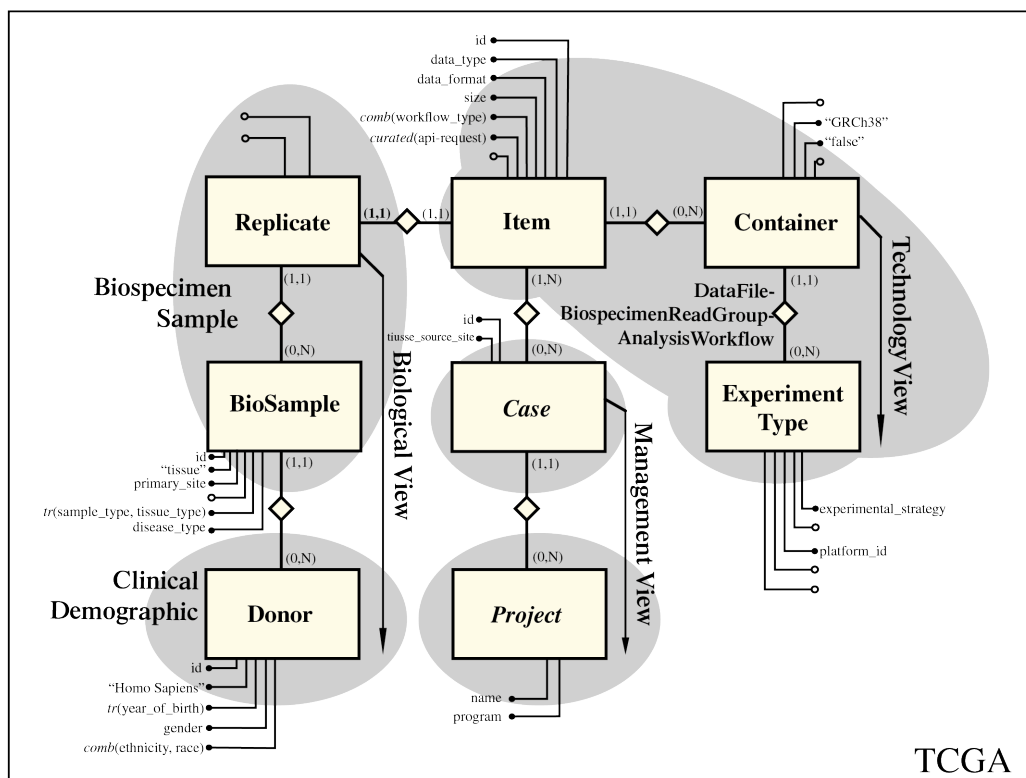 id
data_type
data_format
size
comb(workflow_type)
curated(api-request)
"GRCh38"
"false"
Replicate
(1,1)
(1,1)
Item
(1,1)
(0,N)
Container
(1,1)
Biospecimen
Sample
(1,N)
(1,1)
DataFile-
BiospecimenReadGroup-
AnalysisWorkflow
TechnologyView
id
tiusse_source_site
(0,N)
(0,N)
(0,N)
BioSample
Biological View
Case
Management View
Experiment
Type
id
"tissue"
primary_site
tr(sample_type, tissue_type)
disease_type
(1,1)
(1,1)
experimental_strategy
platform_id
(0,N)
(0,N)
Clinical
Demographic
Donor
Project
id
"Homo Sapiens"
tr(year_of_birth)
gender
comb(ethnicity, race)
name
program
TCGA